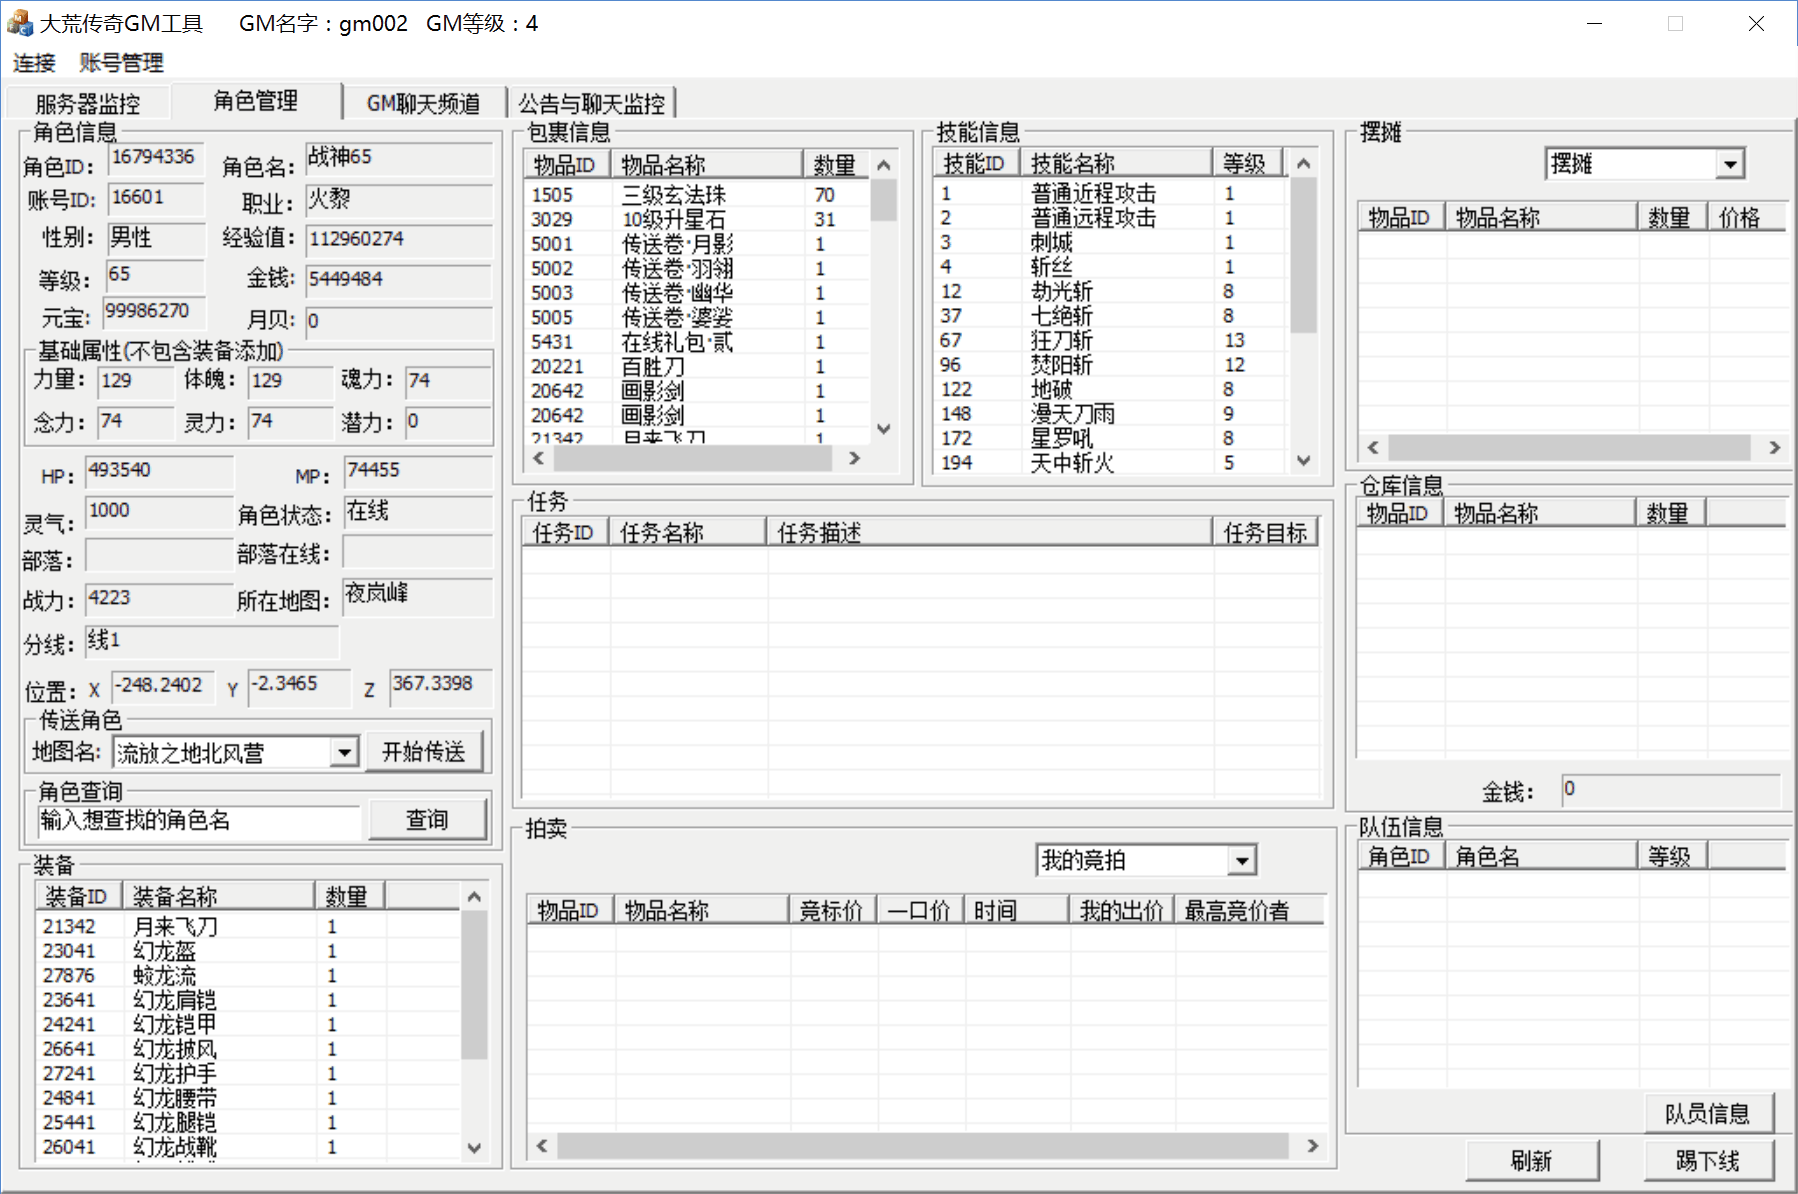 大荒传奇GM工具 GM名字：gm002 GM等级：4
连接 账号管理
服务器监控 角色管理 GM聊天频道 公告与聊天监控
角色信息
角色ID： 16794336 角色名： 战神65
账号ID： 16601 职业： 火黎
性别： 男性 经验值： 112960274
等级： 65 金钱： 5449484
元宝： 99986270 月贝： 0
基础属性(不包含装备添加)
力量： 129 体魄： 129 魂力： 74
念力： 74 灵力： 74 潜力： 0
HP： 493540 MP： 74455
灵气： 1000 角色状态： 在线
部落： 部落在线：
战力： 4223 所在地图： 夜岚峰
分线： 线1
位置： X -248.2402 Y -2.3465 Z 367.3398
传送角色
地图名： 流放之地北风营 开始传送
角色查询
输入想查找的角色名 查询
装备
装备ID 装备名称 数量
21342 月来飞刀 1
23041 幻龙盔 1
27876 蛟龙流 1
23641 幻龙肩铠 1
24241 幻龙铠甲 1
26641 幻龙披风 1
27241 幻龙护手 1
24841 幻龙腰带 1
25441 幻龙腿铠 1
26041 幻龙战靴 1
包裹信息
物品ID 物品名称 数量
1505 三级玄法珠 70
3029 10级升星石 31
5001 传送卷·月影 1
5002 传送卷·羽翎 1
5003 传送卷·幽华 1
5005 传送卷·婆娑 1
5431 在线礼包·贰 1
20221 百胜刀 1
20642 画影剑 1
20642 画影剑 1
21342 月来飞刀 1
技能信息
技能ID 技能名称 等级
1 普通近程攻击 1
2 普通远程攻击 1
3 刺城 1
4 斩丝 1
12 劫光斩 8
37 七绝斩 8
67 狂刀斩 13
96 焚阳斩 12
122 地破 8
148 漫天刀雨 9
172 星罗吼 8
194 天中斩火 5
任务
任务ID 任务名称 任务描述 任务目标
拍卖
我的竞拍
物品ID 物品名称 竞标价 一口价 时间 我的出价 最高竞价者
摆摊
摆摊
物品ID 物品名称 数量 价格
仓库信息
物品ID 物品名称 数量
金钱： 0
队伍信息
角色ID 角色名 等级
队员信息
刷新 踢下线